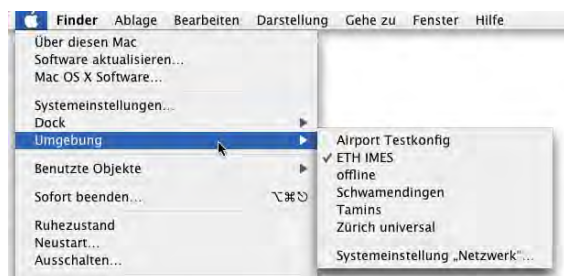 Finder Ablage Bearbeiten Darstellung Gehe zu Fenster Hilfe
Über diesen Mac
Software aktualisieren...
Mac OS X Software...
Systemeinstellungen...
Dock
Umgebung
Benutzte Objekte
Sofort beenden... ⌥⌘⎋
Ruhezustand
Neustart...
Ausschalten...
Airport Testkonfig
✓ ETH IMES
offline
Schwamendingen
Tamins
Zürich universal
Systemeinstellung „Netzwerk“...